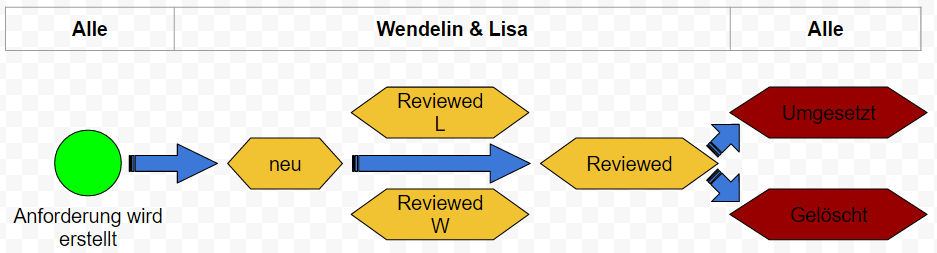 Alle
Wendelin & Lisa
Alle
Anforderung wird
erstellt
neu
Reviewed
L
Reviewed
W
Reviewed
Umgesetzt
Gelöscht